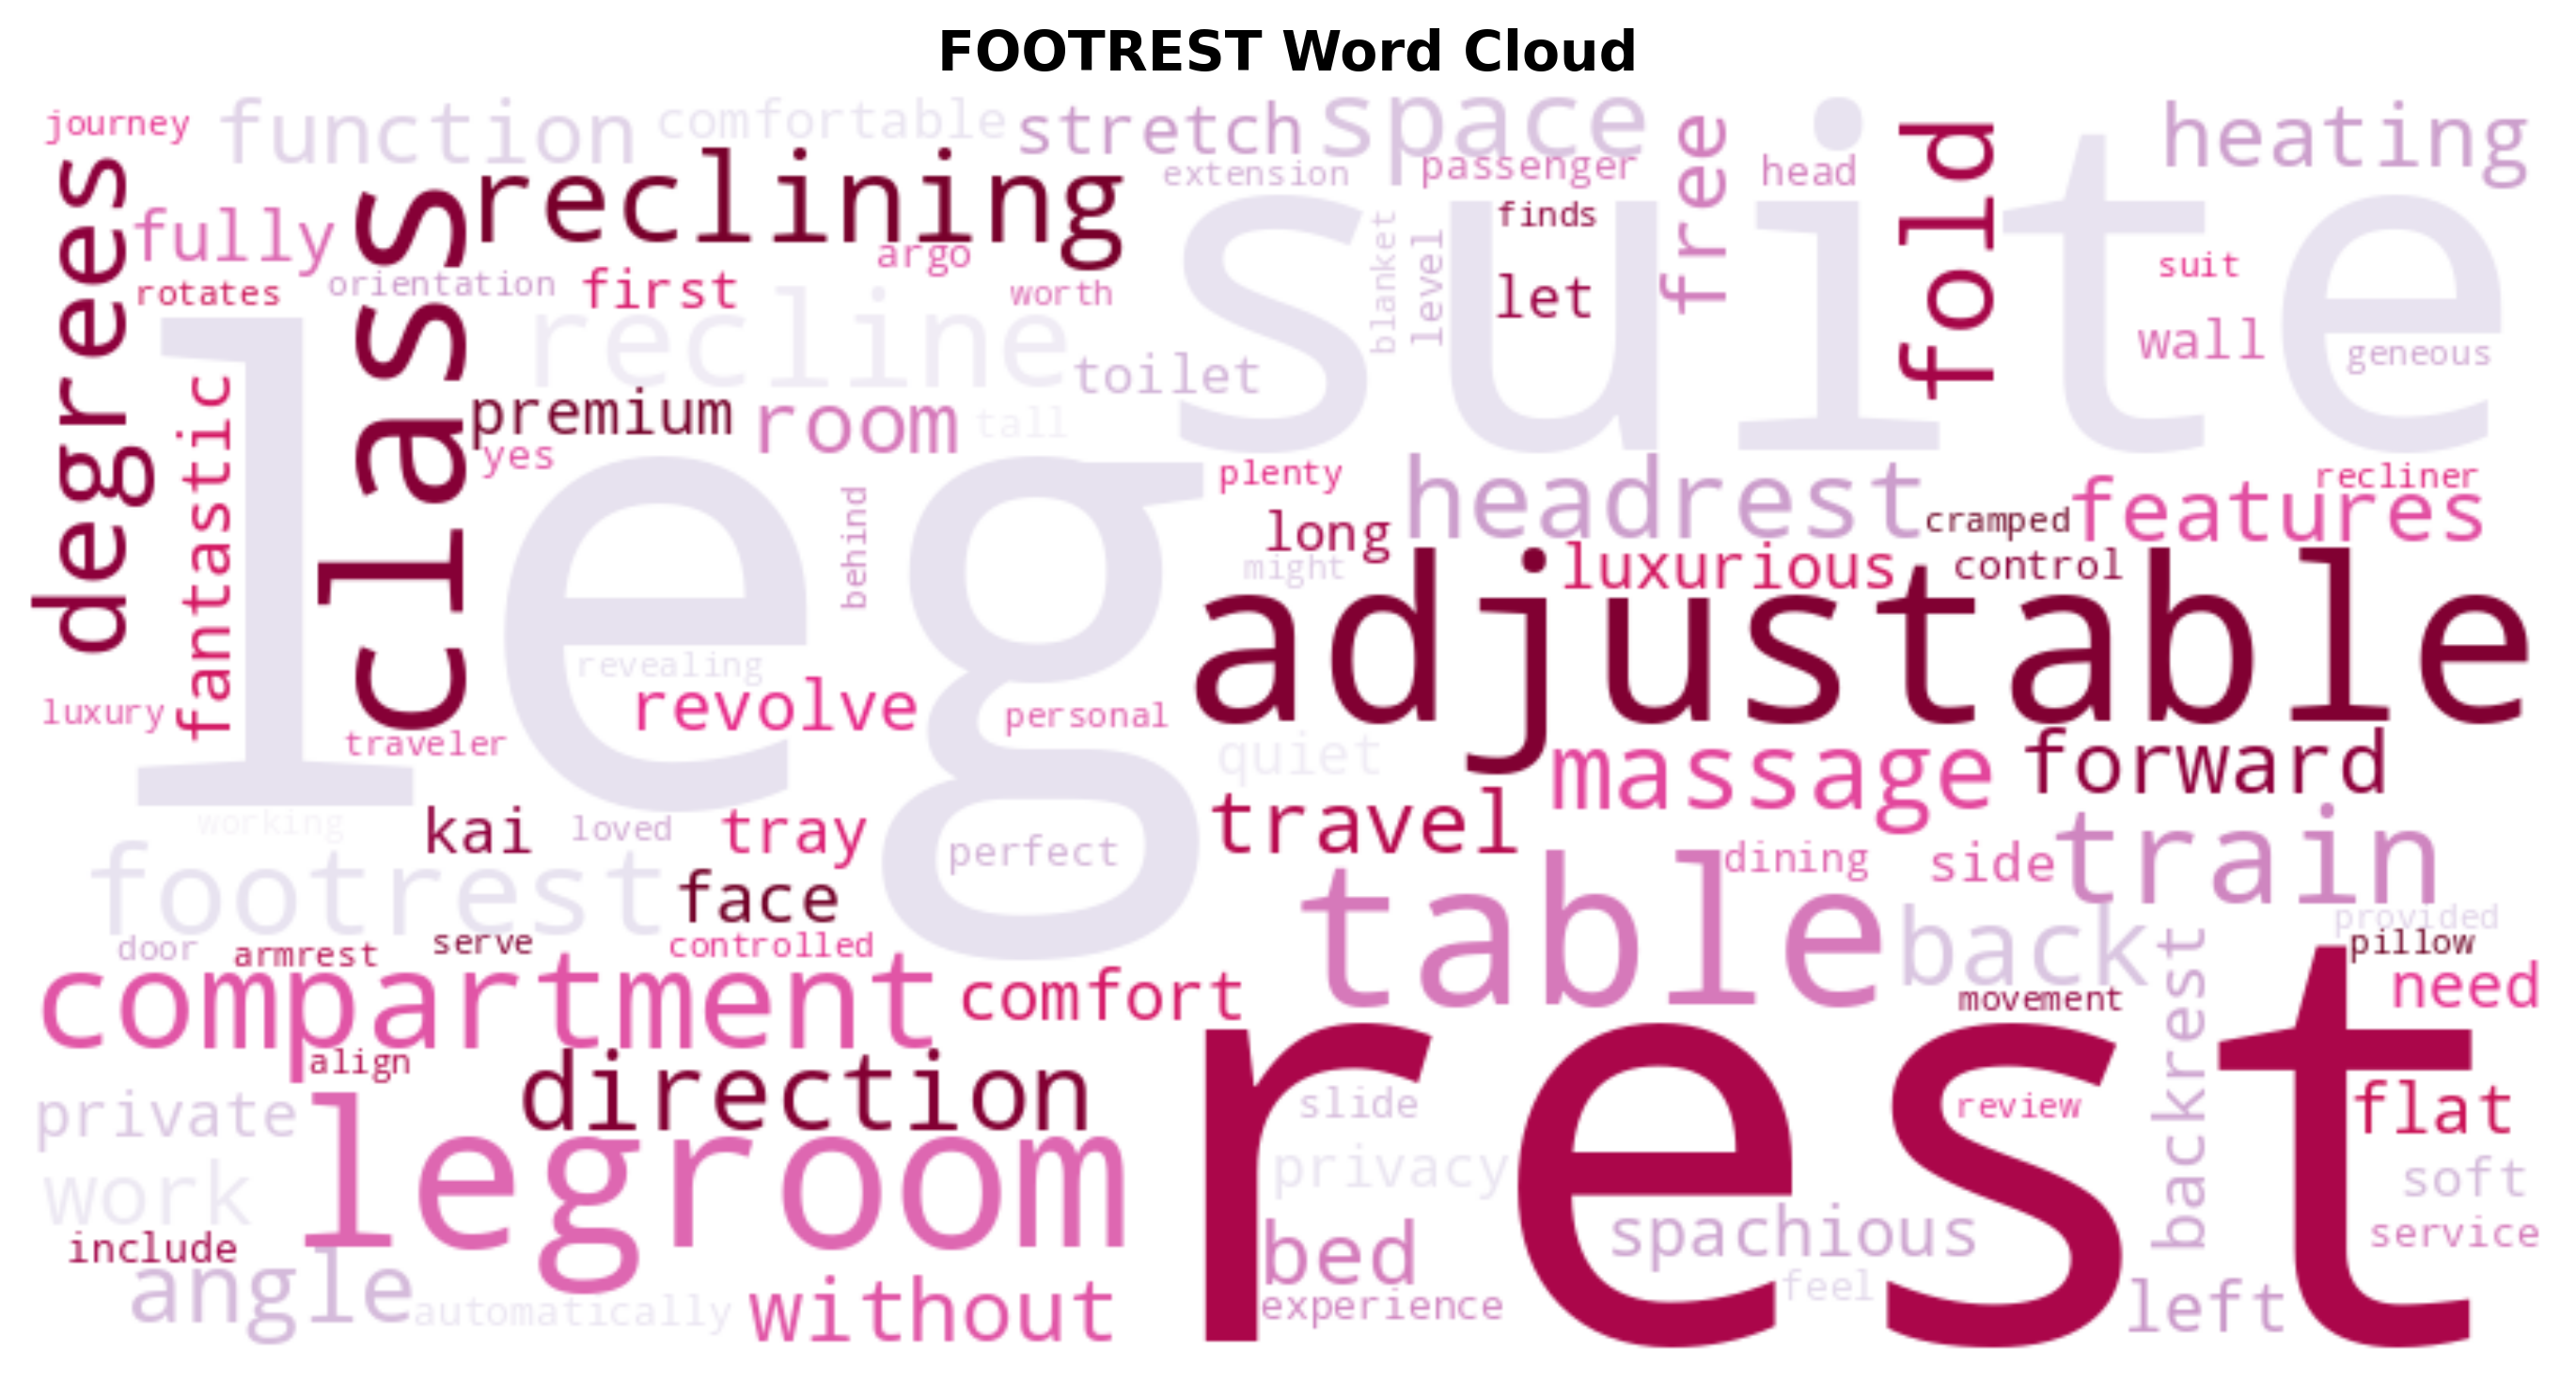 FOOTREST Word Cloud
journey
function
comfortable
stretch
space
passenger
free
head
fold
heating
degrees
fully
class
reclining
argo
extension
blanket
level
finds
let
suite
suit
wall
geneous
rotates
orientation
first
worth
recline
toilet
fantastic
premium
yes
room
tall
leg
behind
plenty
long
might
headrest
cramped
control
recliner
features
luxurious
adjustable
revealing
revolve
personal
luxury
traveler
quiet
massage
forward
working
kai
loved
tray
perfect
travel
dining
side
train
footrest
face
table
back
provided
pillow
need
door
armrest
serve
controlled
compartment
comfort
movement
backrest
align
direction
rest
private
legroom
slide
review
flat
work
privacy
soft
include
bed
spachious
service
angle
automatically
without
experience
feel
left